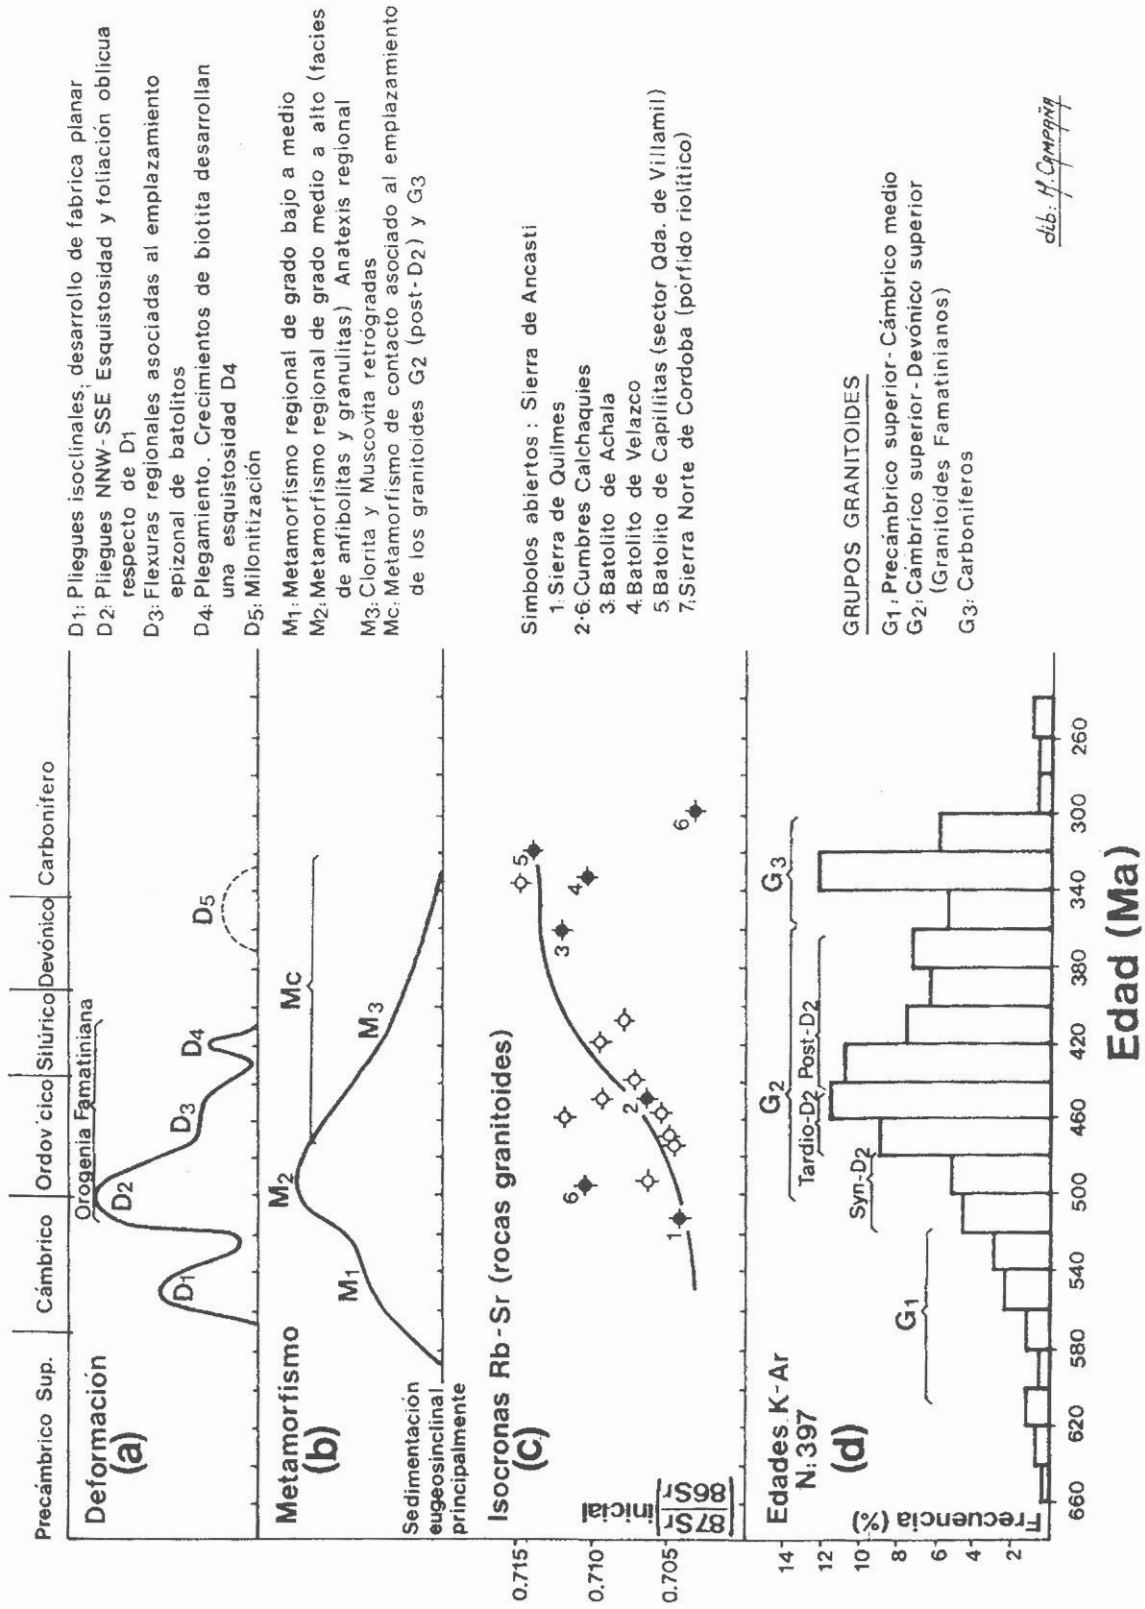 Precámbrico Sup.
Cámbrico
Ordov cico
Silúrico
Devónico
Carbonífero
Deformación
(a)
Orogenia Famatiniana
D1
D2
D3
D4
D5
D1: Pliegues isoclinales; desarrollo de fabrica planar
D2: Pliegues NNW-SSE Esquistosidad y foliación oblicua
respecto de D1
D3: Flexuras regionales asociadas al emplazamiento
epizonal de batolitos
D4: Plegamiento. Crecimientos de biotita desarrollan
una esquistosidad D4
D5: Milonitización
Metamorfismo
(b)
Sedimentación
eugeosinclinal
principalmente
M1
M2
M3
Mc
M1: Metamorfismo regional de grado bajo a medio
M2: Metamorfismo regional de grado medio a alto (facies
de anfibolitas y granulitas) Anatexis regional
M3: Clorita y Muscovita retrógradas
Mc: Metamorfismo de contacto asociado al emplazamiento
de los granitoides G2 (post-D2) y G3
Isocronas Rb-Sr (rocas granitoides)
(c)
87Sr
86Sr
inicial
0.715
0.710
0.705
1
6
2
3
4
5
6
Simbolos abiertos : Sierra de Ancasti
1: Sierra de Quilmes
2-6: Cumbres Calchaquies
3: Batolito de Achala
4. Batolito de Velazco
5. Batolito de Capillitas (sector Qda. de Villamil)
7: Sierra Norte de Cordoba (pórfido riolítico)
Edades K-Ar
N:397
(d)
Frecuencia (%)
14
12
10
8
6
4
2
G1
G2
G3
Syn-D2
Tardio-D2
Post-D2
GRUPOS GRANITOIDES
G1: Precámbrico superior-Cámbrico medio
G2: Cámbrico superior-Devónico superior
(Granitoides Famatinianos)
G3: Carboníferos
660
620
580
540
500
460
420
380
340
300
260
Edad (Ma)
dib: M. CAMPAÑA